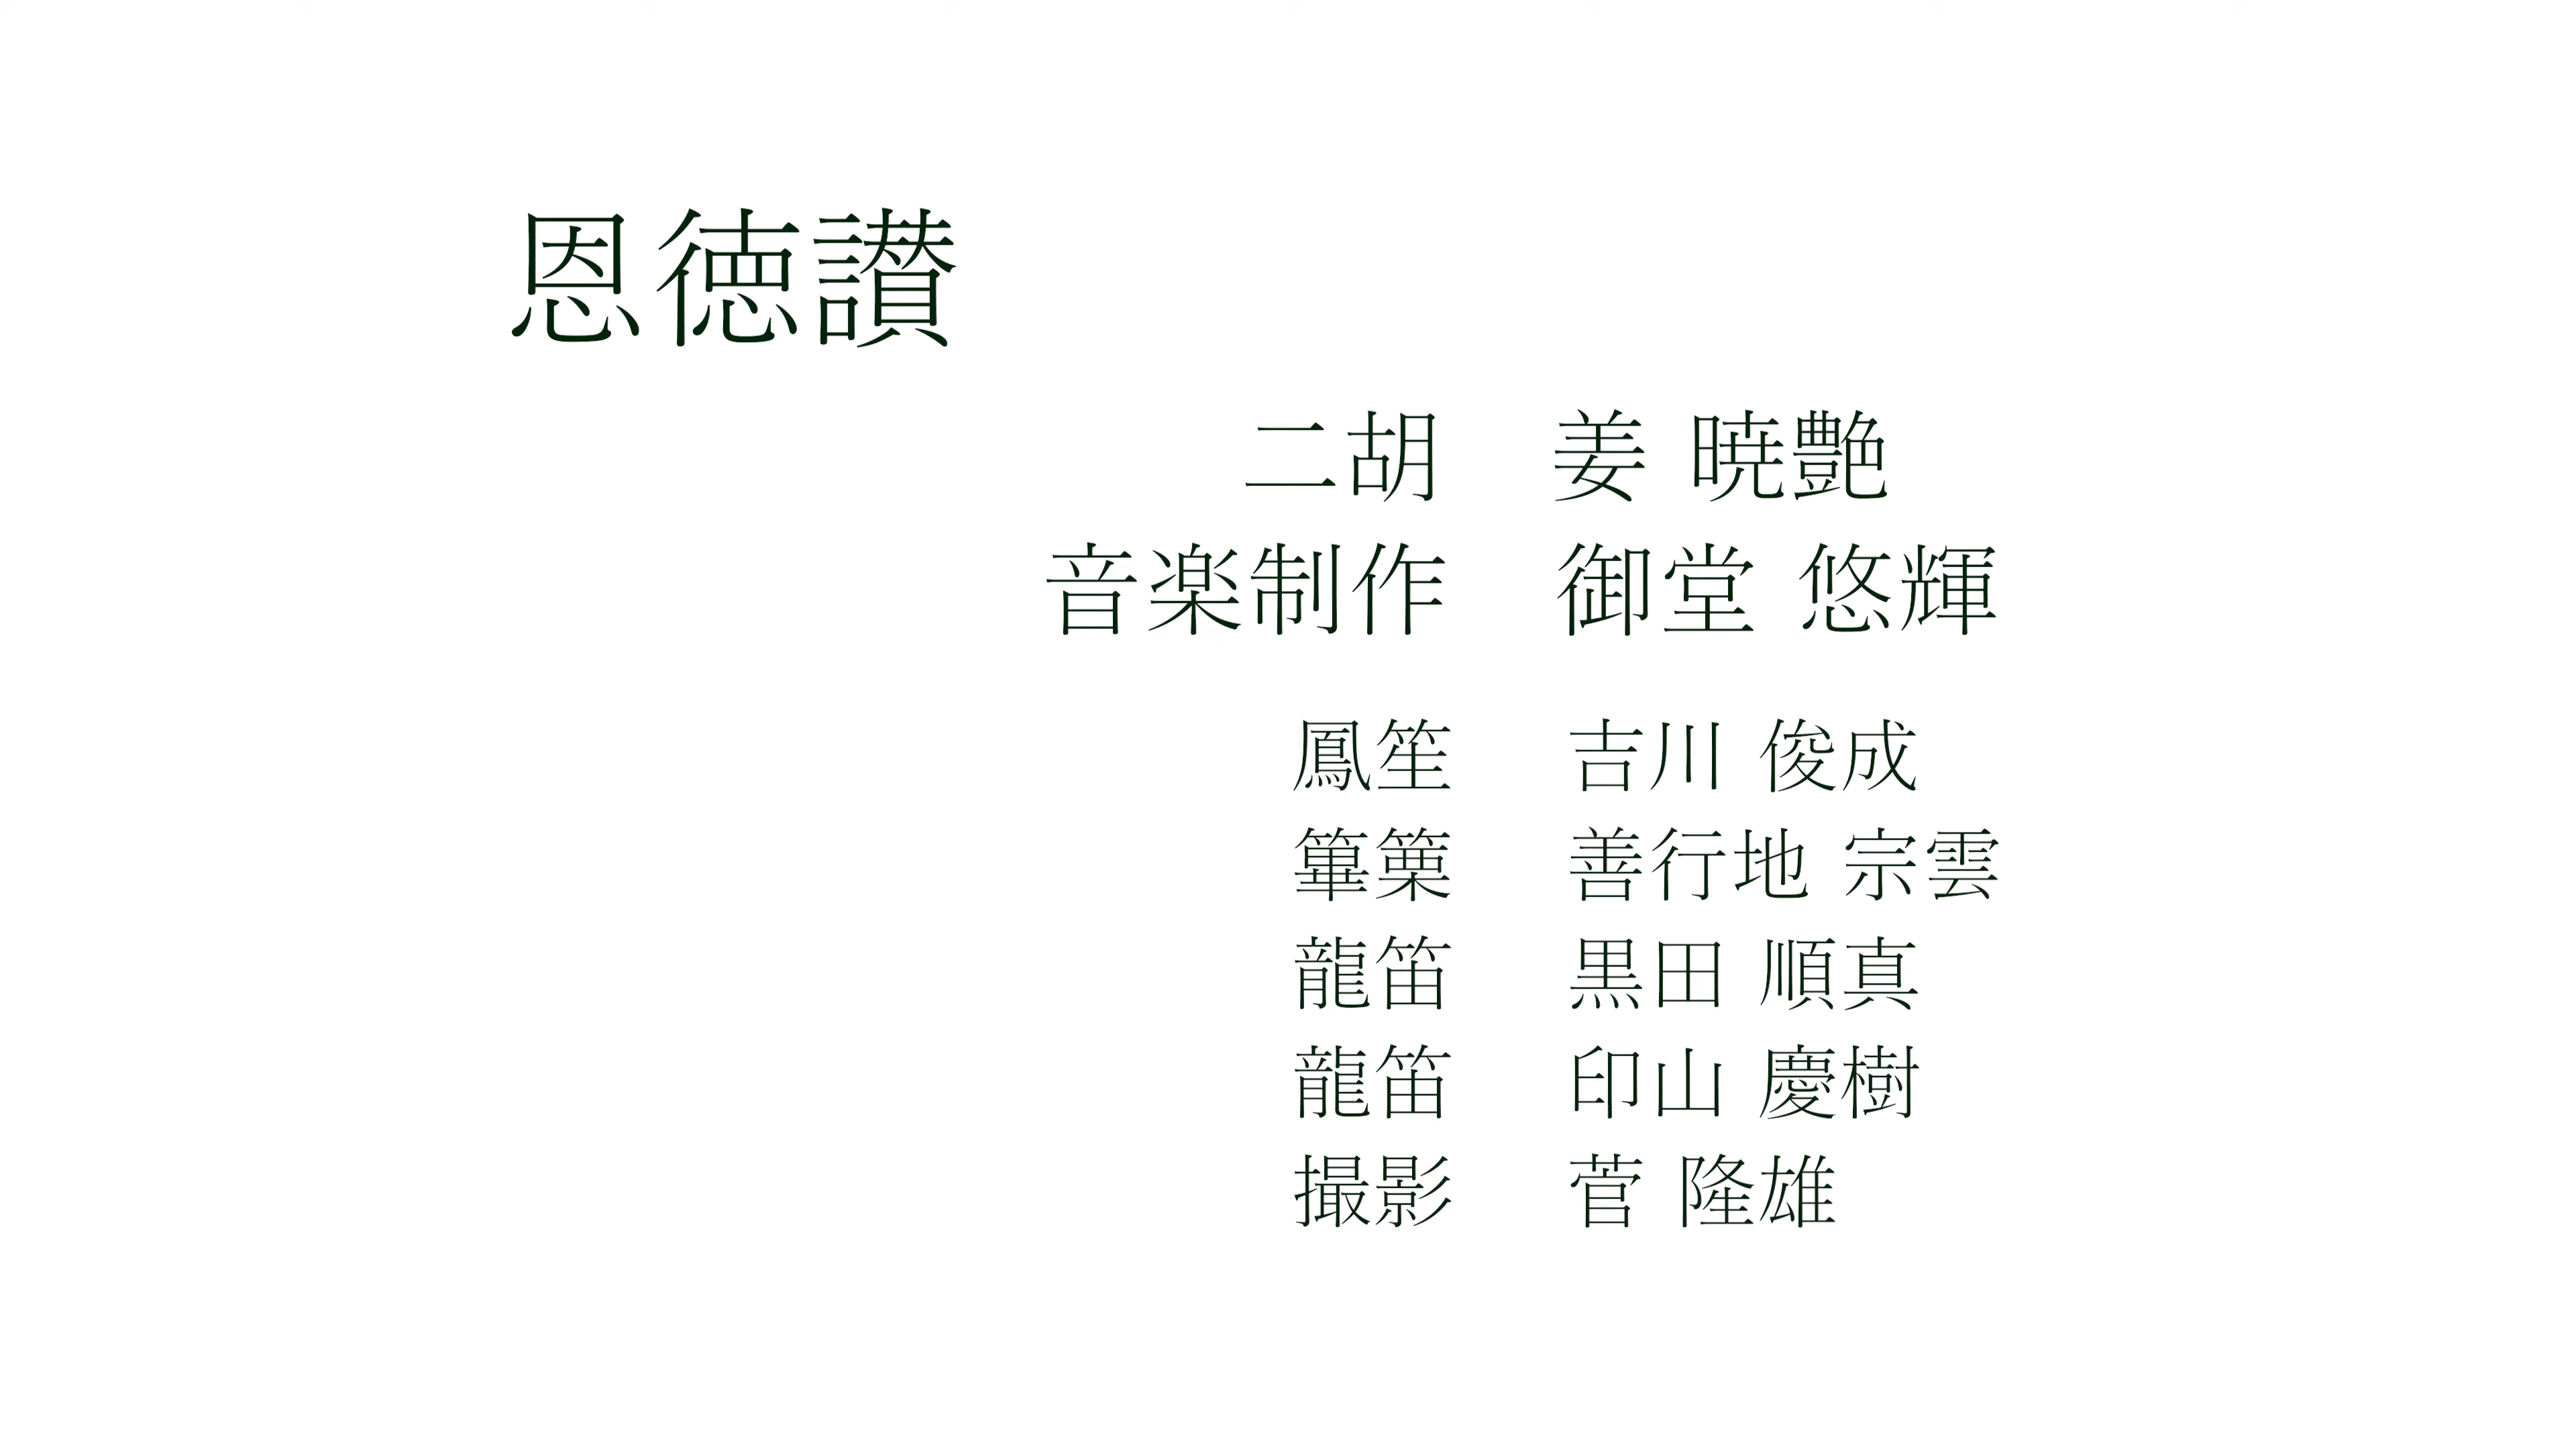 恩徳讃
二胡 姜 暁艶
音楽制作 御堂 悠輝
鳳笙 吉川 俊成
篳篥 善行地 宗雲
龍笛 黒田 順真
龍笛 印山 慶樹
撮影 菅 隆雄